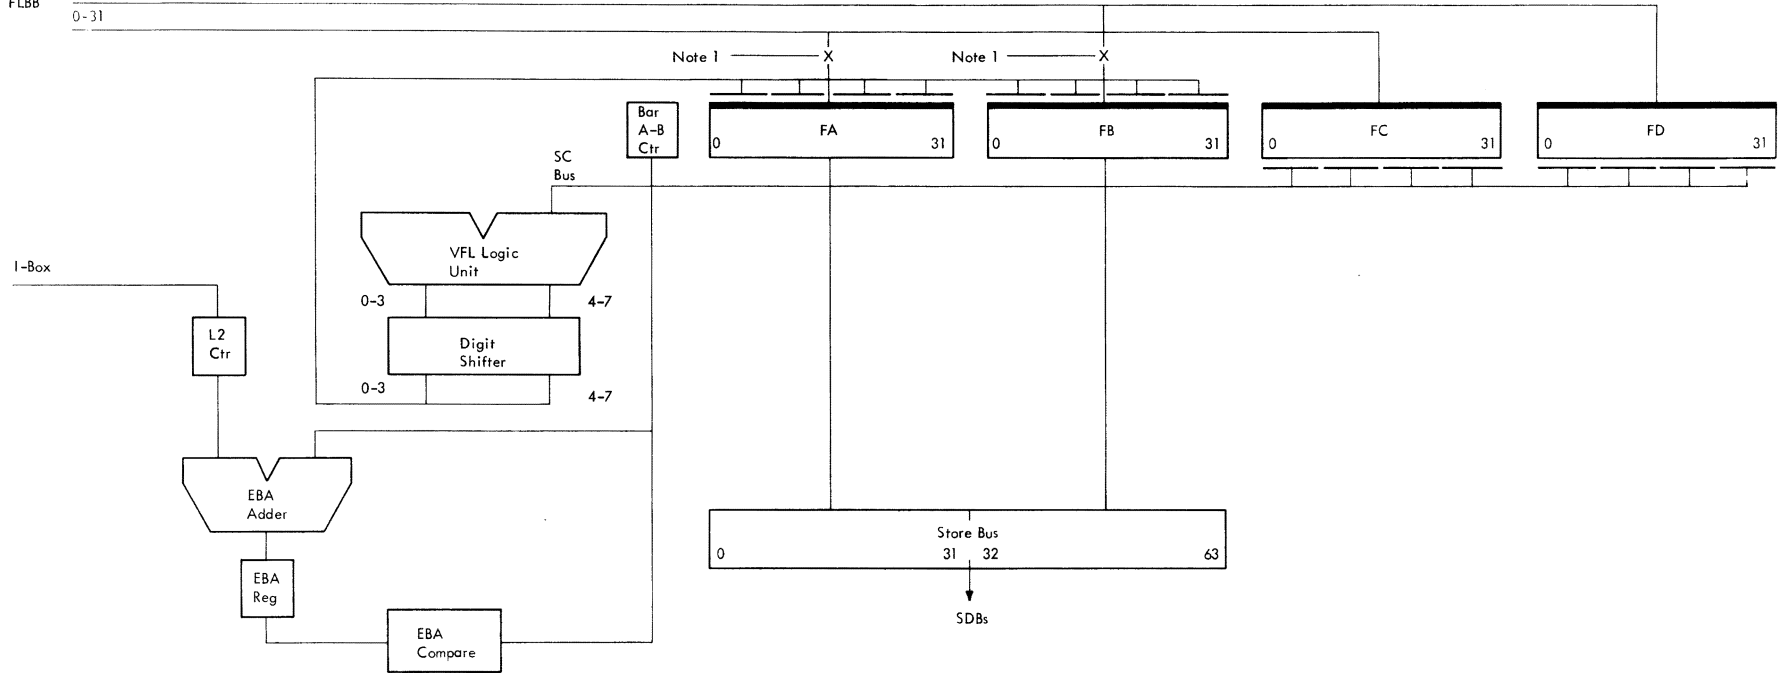 FLBB
0-31
Note 1
Note 1
Bar
A-B
Ctr
FA
0
31
FB
0
31
FC
0
31
FD
0
31
SC
Bus
VFL Logic
Unit
I-Box
0-3
4-7
L2
Ctr
Digit
Shifter
0-3
4-7
EBA
Adder
Store Bus
0
31
32
63
EBA
Reg
SDBs
EBA
Compare